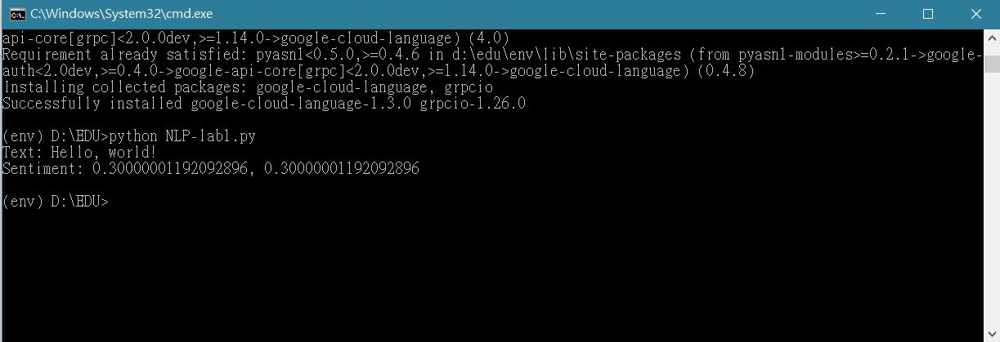 C:\Windows\System32\cmd.exe
api-core[grpc]<2.0.0dev,>=1.14.0->google-cloud-language) (4.0)
Requirement already satisfied: pyasn1<0.5.0,>=0.4.6 in d:\edu\env\lib\site-packages (from pyasn1-modules>=0.2.1->google-
auth<2.0dev,>=0.4.0->google-api-core[grpc]<2.0.0dev,>=1.14.0->google-cloud-language) (0.4.8)
Installing collected packages: google-cloud-language, grpcio
Successfully installed google-cloud-language-1.3.0 grpcio-1.26.0
(env) D:\EDU>python NLP-lab1.py
Text: Hello, world!
Sentiment: 0.30000001192092896, 0.30000001192092896
(env) D:\EDU>